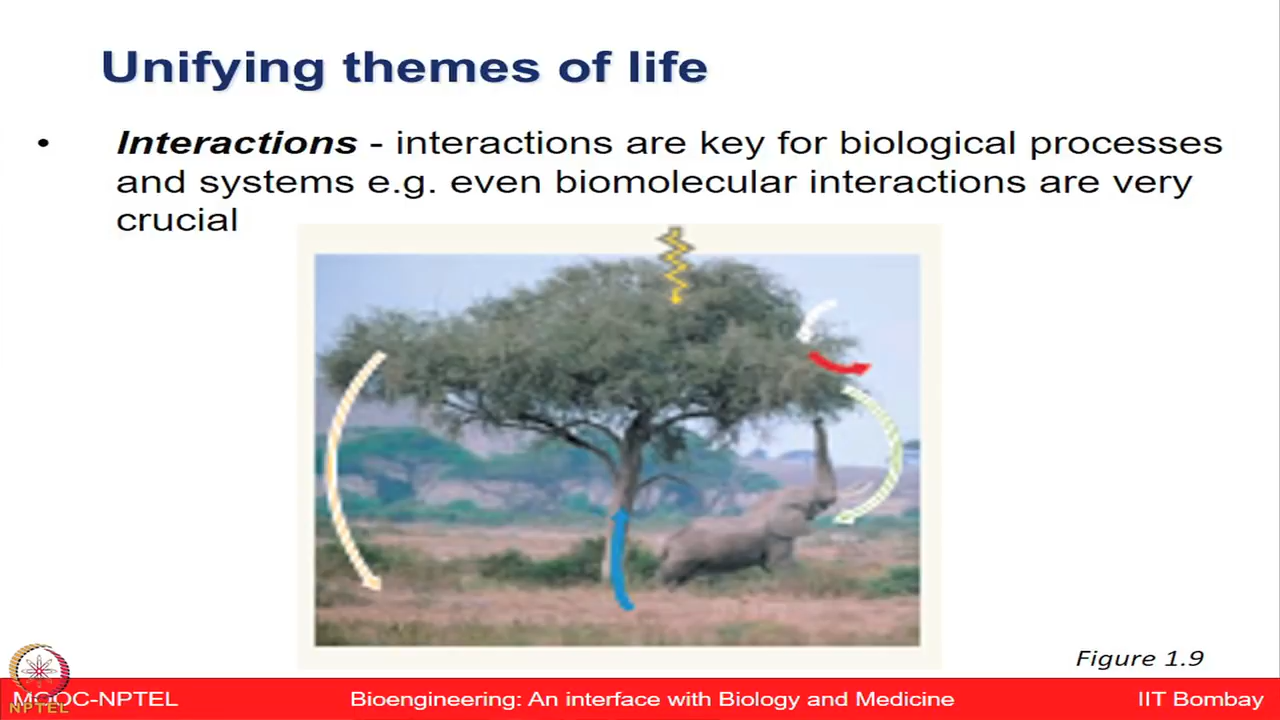 Unifying themes of life
• Interactions - interactions are key for biological processes
and systems e.g. even biomolecular interactions are very
crucial
Figure 1.9
MOOC-NPTEL Bioengineering: An interface with Biology and Medicine IIT Bombay
NPTEL